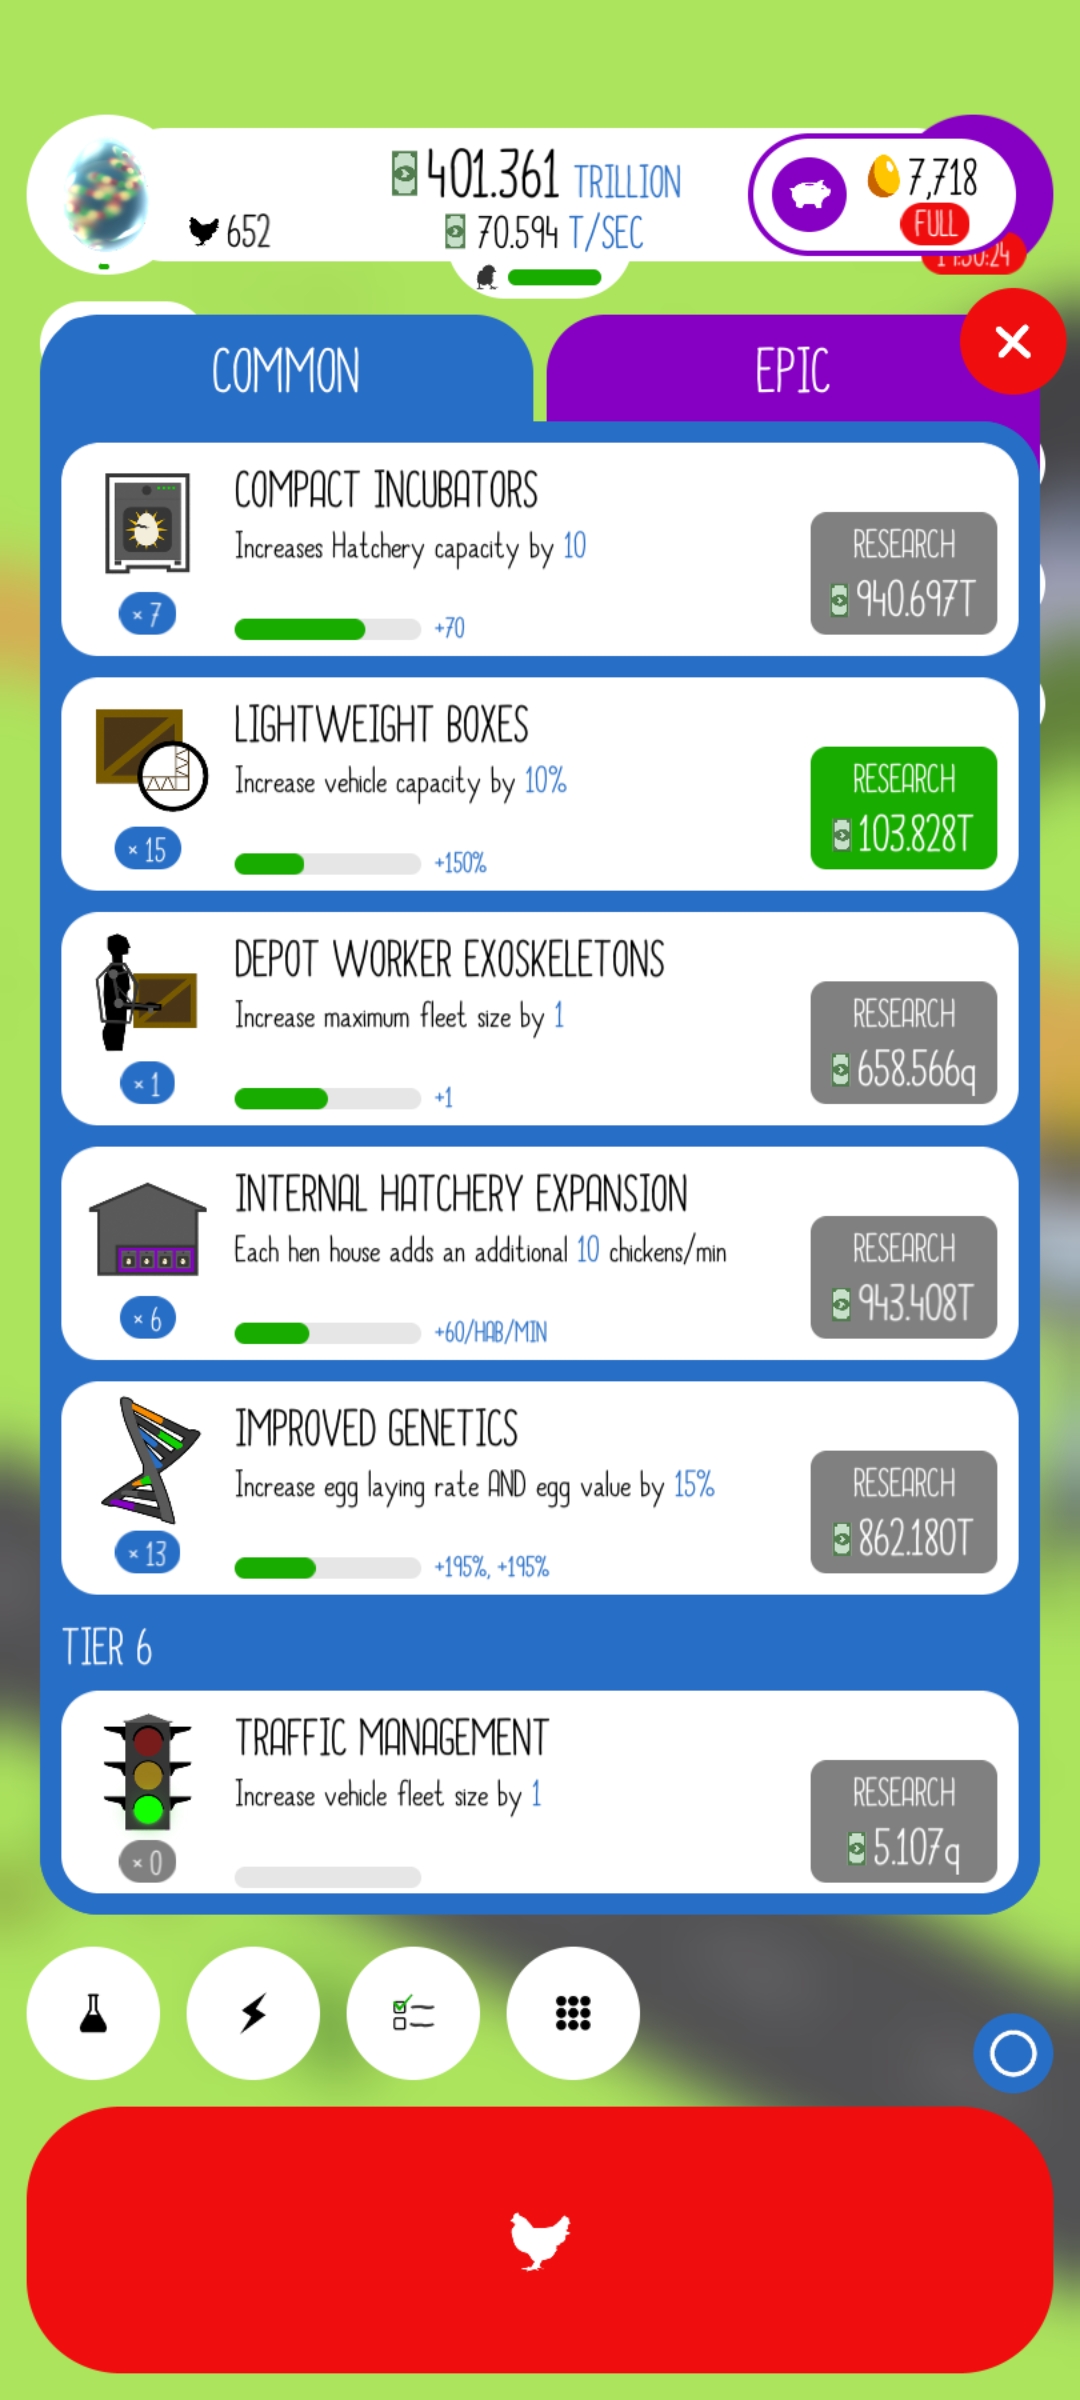 401.361 TRILLION
652
70.594 T/SEC
7,718
FULL
COMMON
EPIC
COMPACT INCUBATORS
Increases Hatchery capacity by 10
× 7
+70
RESEARCH
940.697T
LIGHTWEIGHT BOXES
Increase vehicle capacity by 10%
× 15
+150%
RESEARCH
103.828T
DEPOT WORKER EXOSKELETONS
Increase maximum fleet size by 1
× 1
+1
RESEARCH
658.566q
INTERNAL HATCHERY EXPANSION
Each hen house adds an additional 10 chickens/min
× 6
+60/HAB/MIN
RESEARCH
943.408T
IMPROVED GENETICS
Increase egg laying rate AND egg value by 15%
× 13
+195%, +195%
RESEARCH
862.180T
TIER 6
TRAFFIC MANAGEMENT
Increase vehicle fleet size by 1
× 0
RESEARCH
5.107q